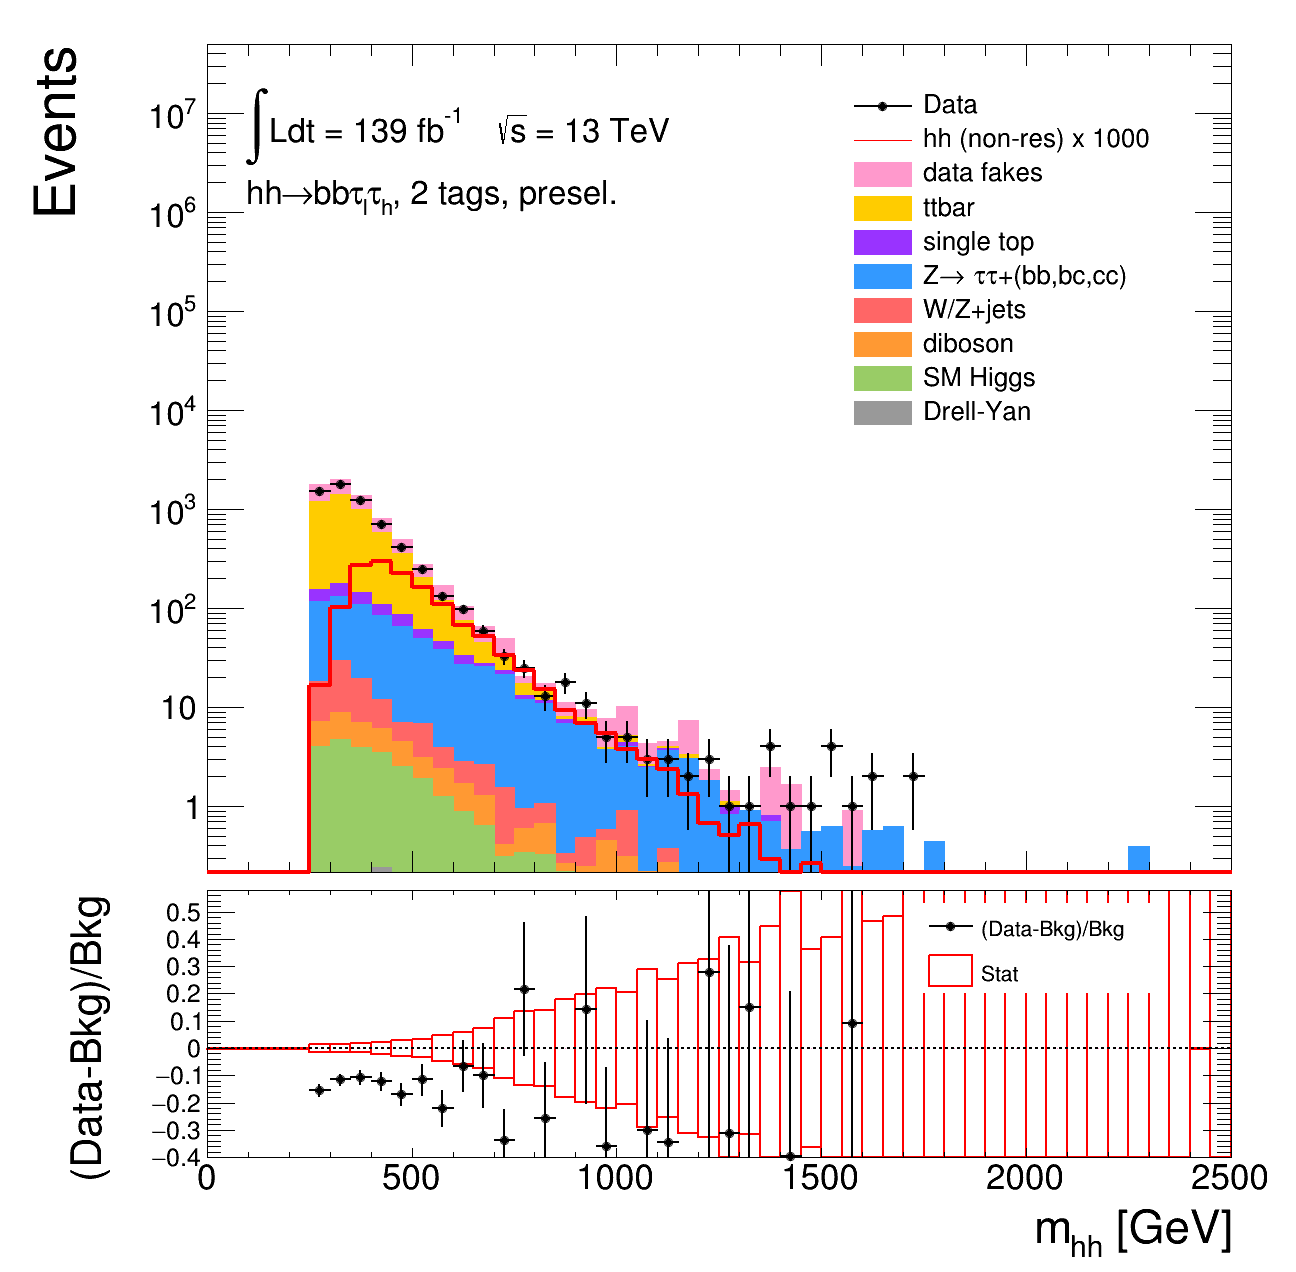 Events
10⁷
10⁶
10⁵
10⁴
10³
10²
10
1
∫Ldt = 139 fb⁻¹ √s = 13 TeV
hh→bbτₗτₕ, 2 tags, presel.
Data
hh (non-res) x 1000
data fakes
ttbar
single top
Z→ ττ+(bb,bc,cc)
W/Z+jets
diboson
SM Higgs
Drell-Yan
(Data-Bkg)/Bkg
0.5
0.4
0.3
0.2
0.1
0
−0.1
−0.2
−0.3
−0.4
(Data-Bkg)/Bkg
Stat
0 500 1000 1500 2000 2500
mₕₕ [GeV]